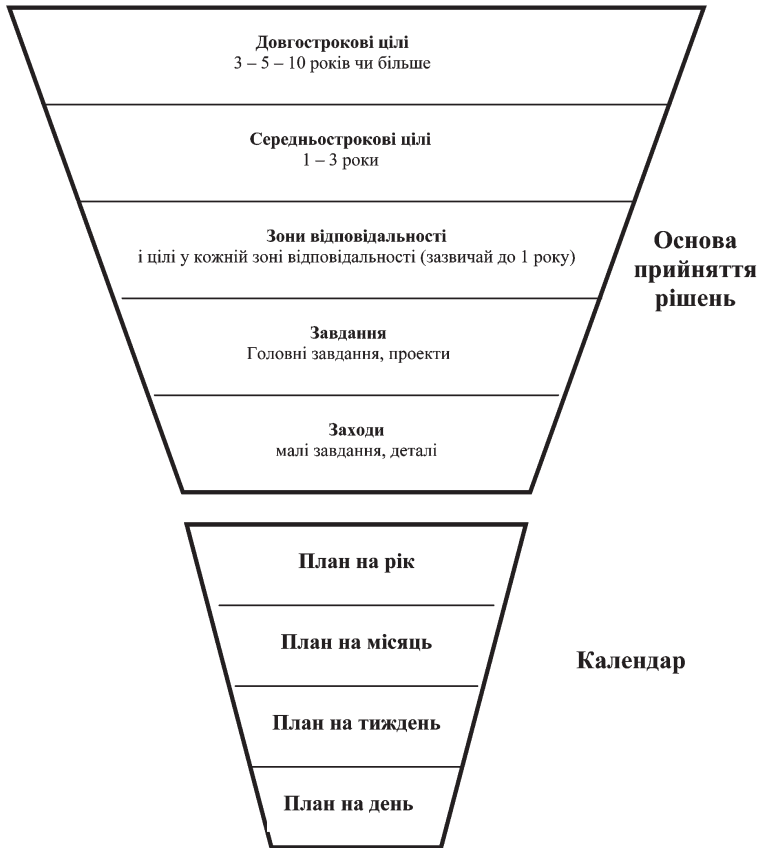 Довгострокові цілі
3 – 5 – 10 років чи більше
Середньострокові цілі
1 – 3 роки
Зони відповідальності
і цілі у кожній зоні відповідальності (зазвичай до 1 року)
Основа
прийняття
рішень
Завдання
Головні завдання, проекти
Заходи
малі завдання, деталі
План на рік
План на місяць
Календар
План на тиждень
План на день